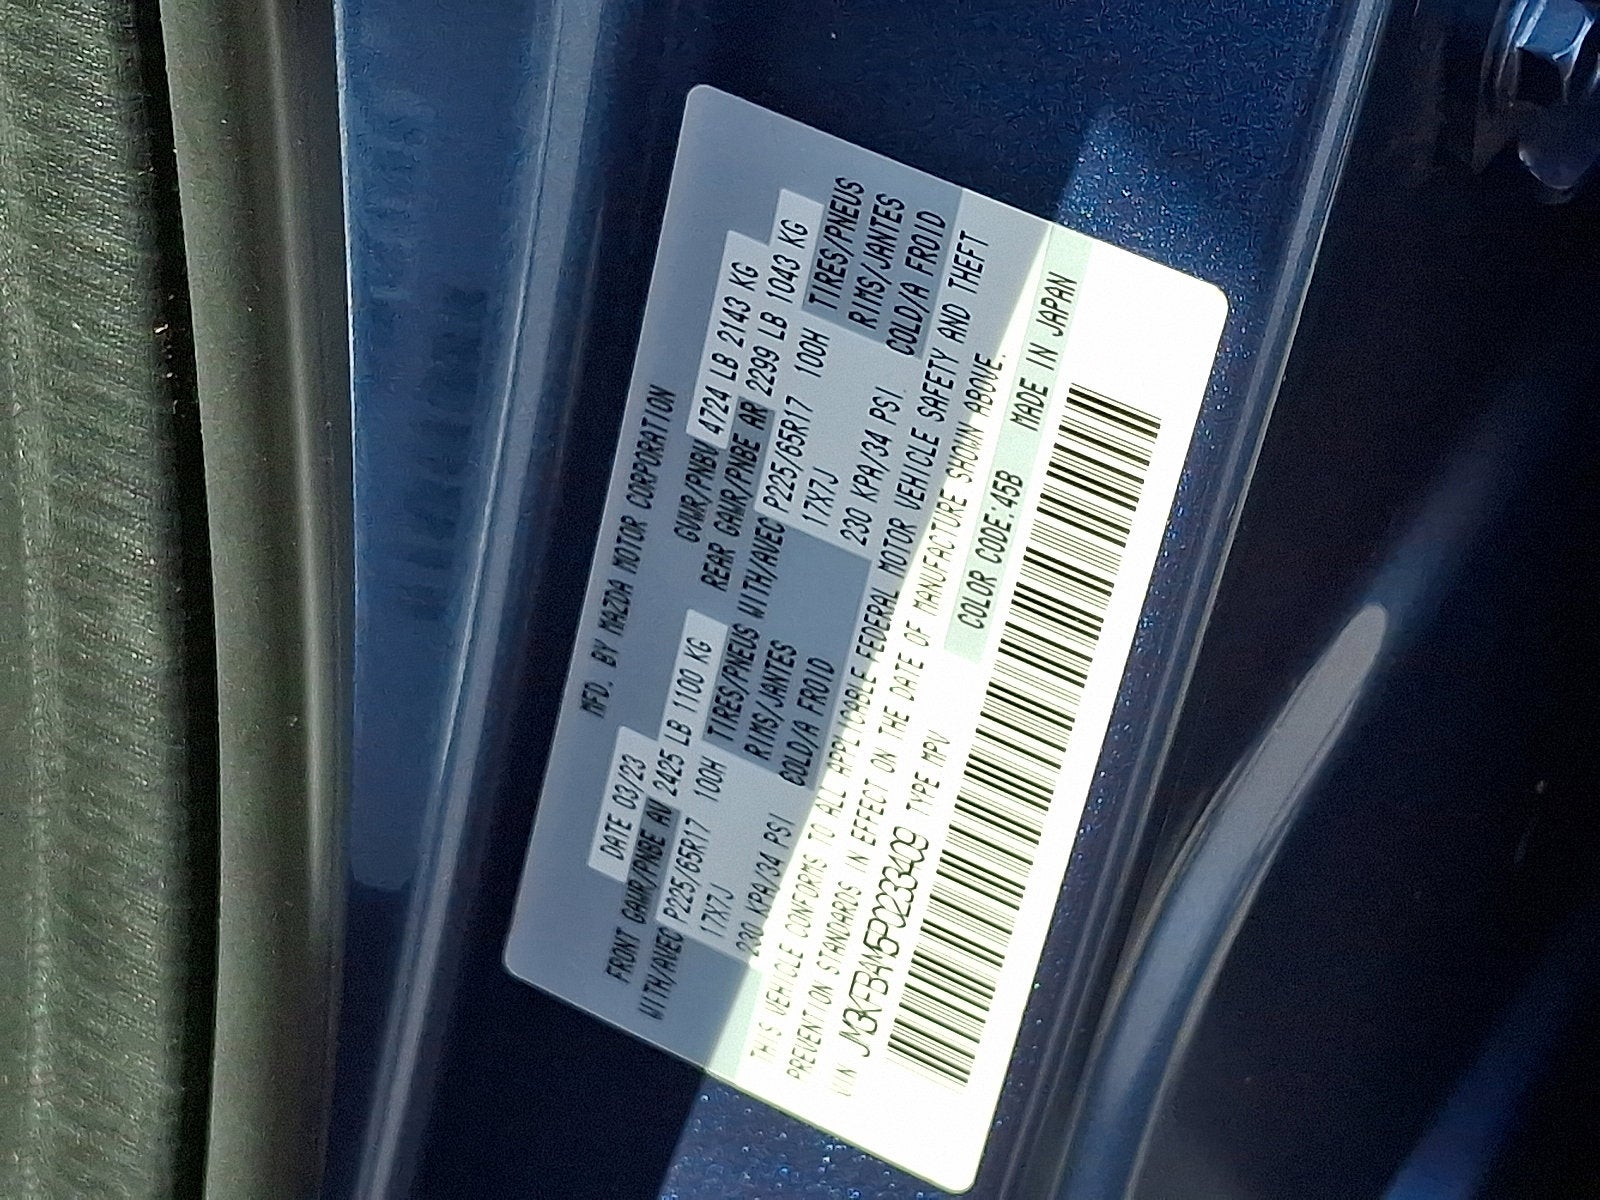 MFD. BY MAZDA MOTOR CORPORATION
DATE 03/23 GVWR/PNBV 4724 LB 2143 KG
FRONT GAWR/PNBE AV 2425 LB 1100 KG REAR GAWR/PNBE AR 2299 LB 1043 KG
WITH/AVEC P225/65R17 100H TIRES/PNEUS WITH/AVEC P225/65R17 100H TIRES/PNEUS
17X7J RIMS/JANTES 17X7J RIMS/JANTES
230 KPA/34 PSI COLD/A FROID 230 KPA/34 PSI. COLD/A FROID
THIS VEHICLE CONFORMS TO ALL APPLICABLE FEDERAL MOTOR VEHICLE SAFETY AND THEFT
PREVENTION STANDARDS IN EFFECT ON THE DATE OF MANUFACTURE SHOWN ABOVE.
VIN JM3KFBAM5P0233409 TYPE MPV COLOR CODE:45B MADE IN JAPAN